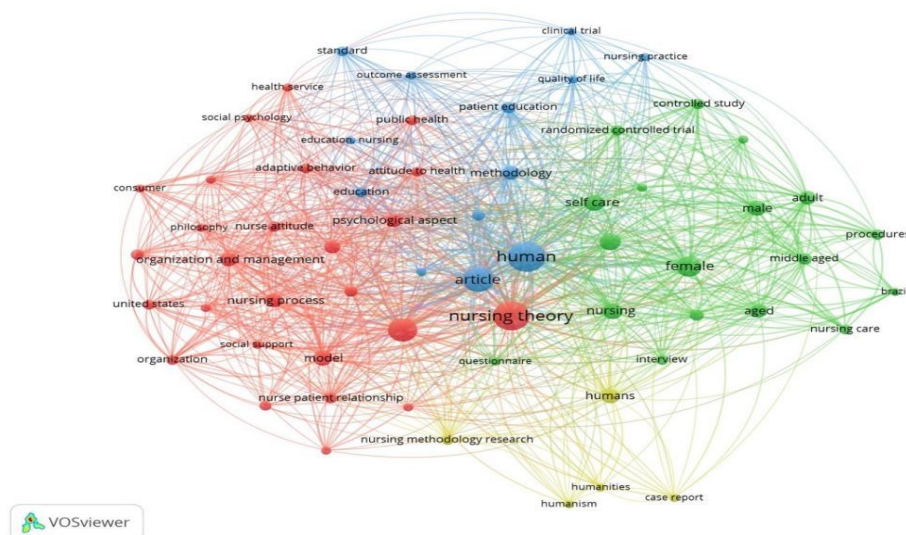 clinical trial
standard
nursing practice
outcome assessment
quality of life
health service
patient education
controlled study
social psychology
public health
randomized controlled trial
education nursing
adaptive behavior
attitude to health
methodology
consumer
education
self care
adult
male
philosophy
nurse attitude
psychological aspect
procedures
organization and management
human
middle aged
female
article
brazi
united states
nursing process
nursing theory
nursing
aged
nursing care
social support
organization
model
questionnaire
interview
nurse patient relationship
humans
nursing methodology research
humanities
case report
humanism
VOSviewer